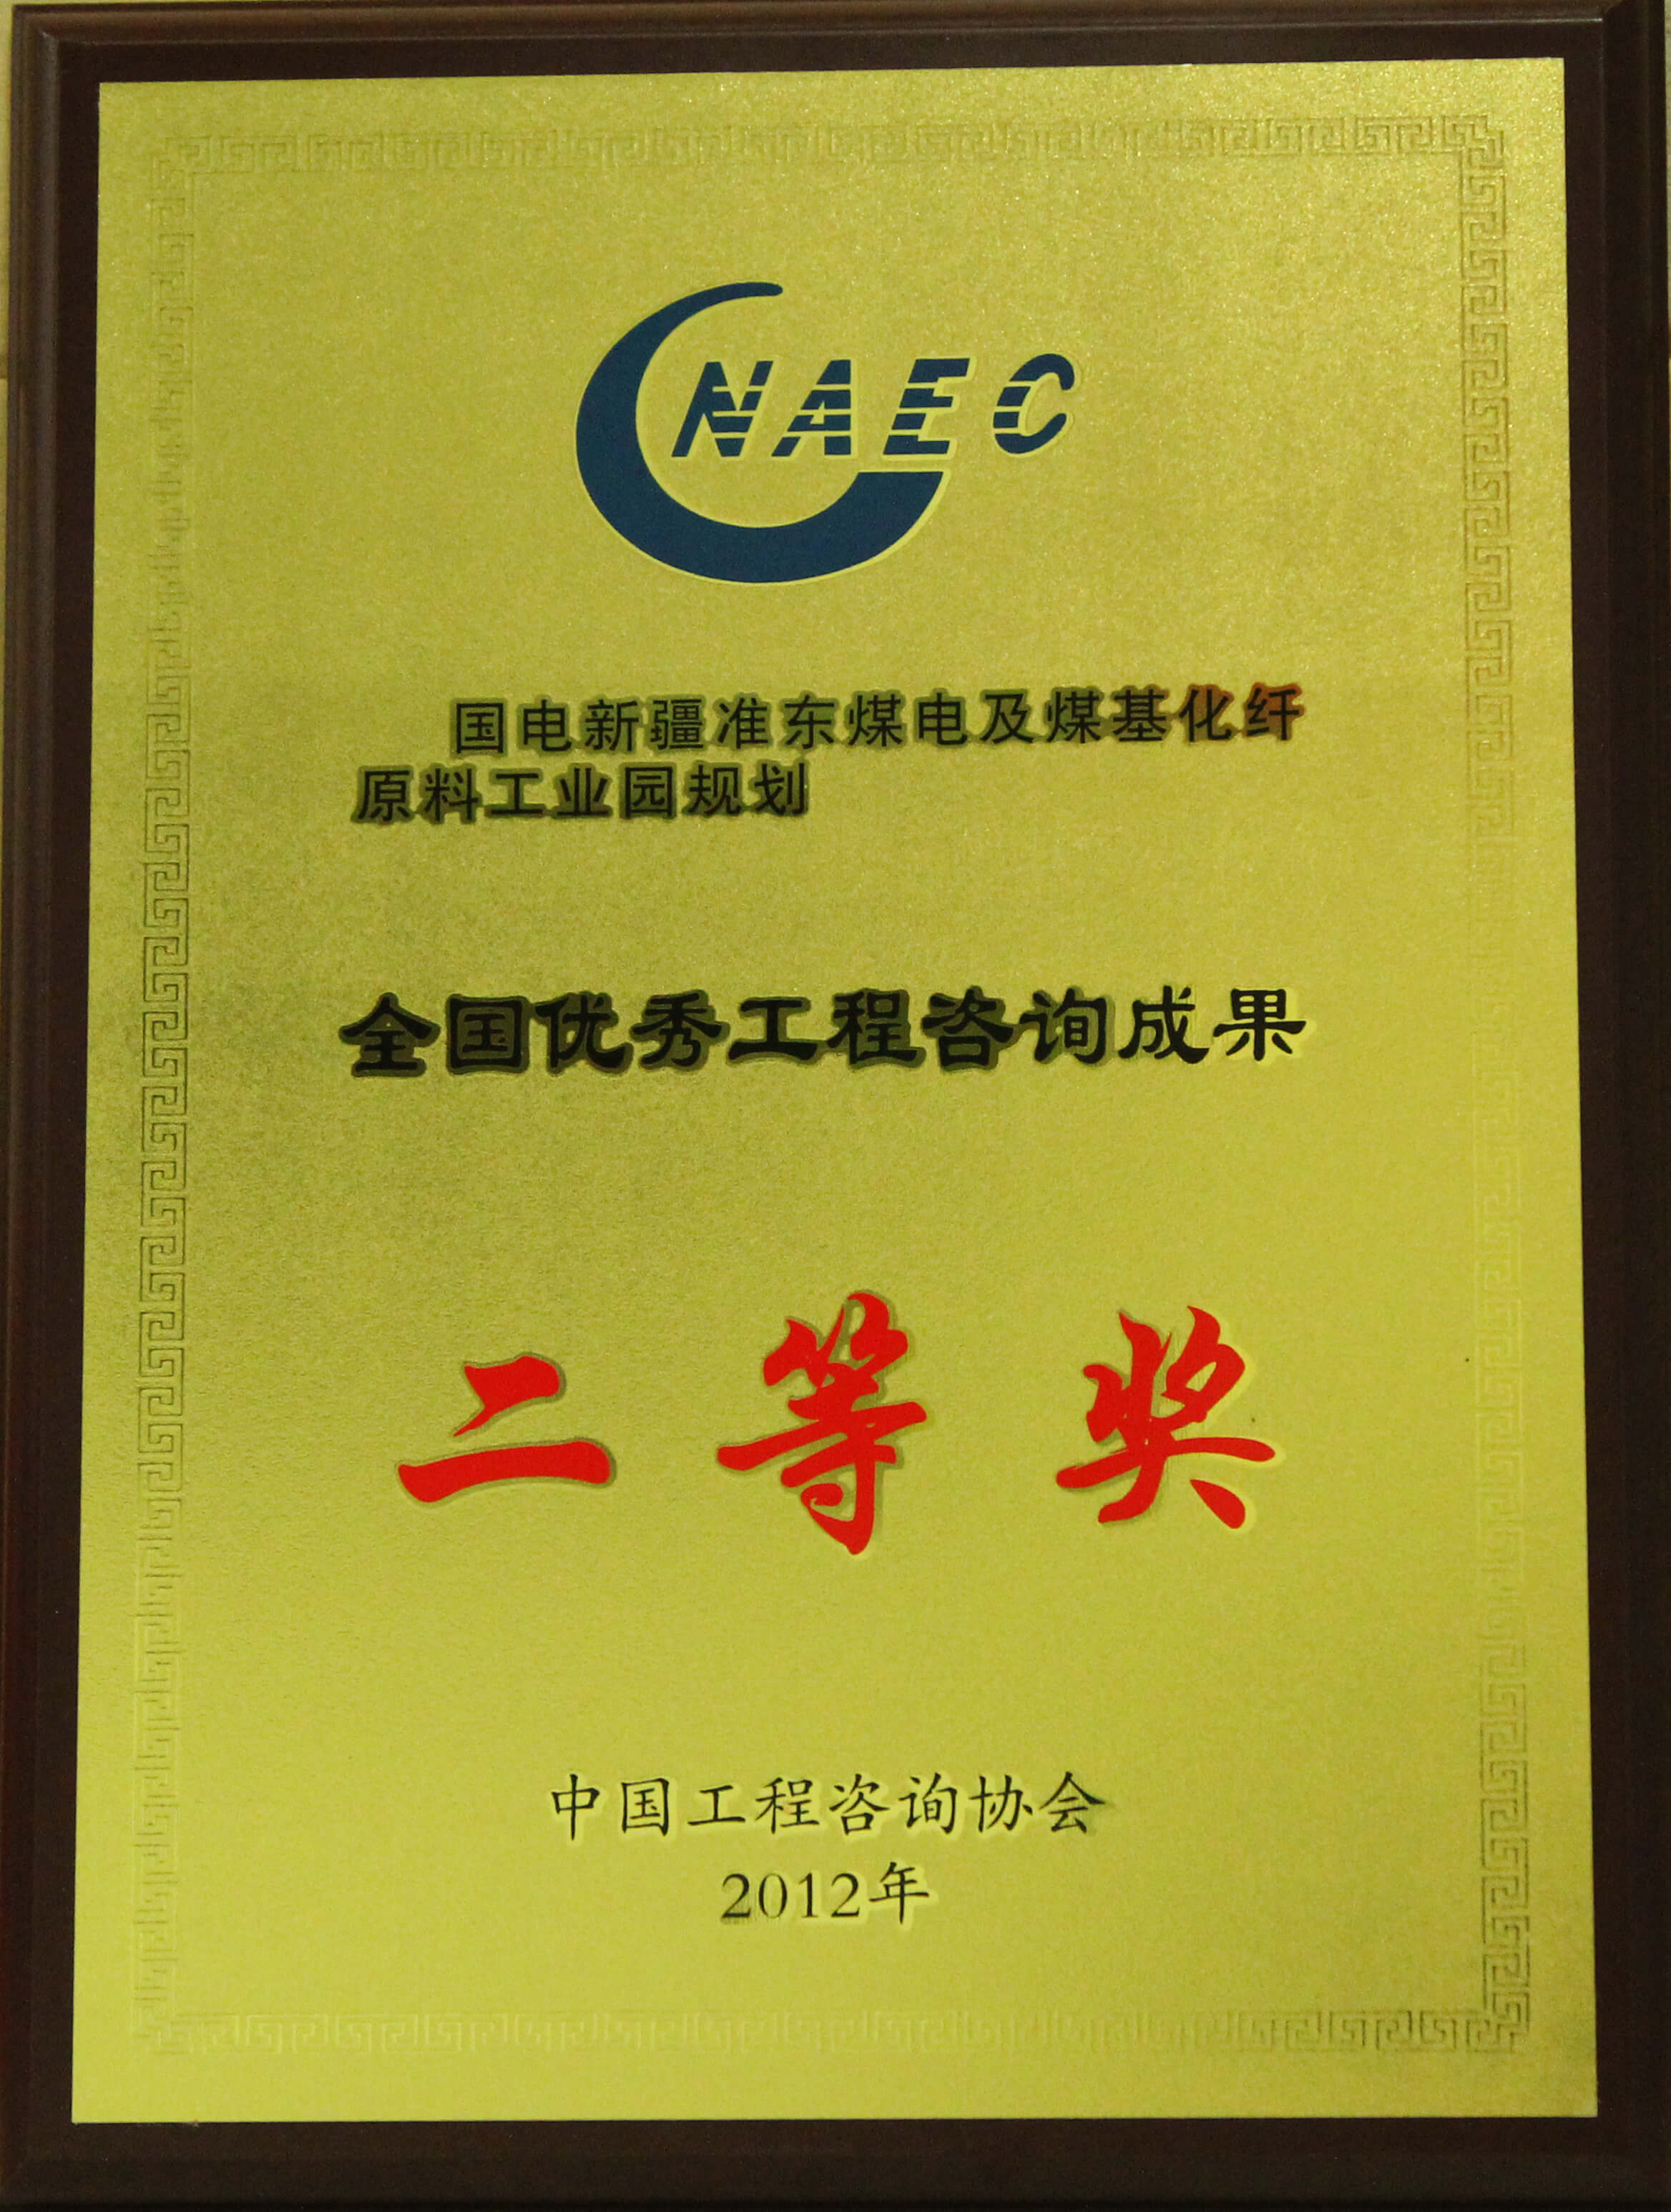 CNAEC
国电新疆准东煤电及煤基化纤
原料工业园规划
全国优秀工程咨询成果
二等奖
中国工程咨询协会
2012年